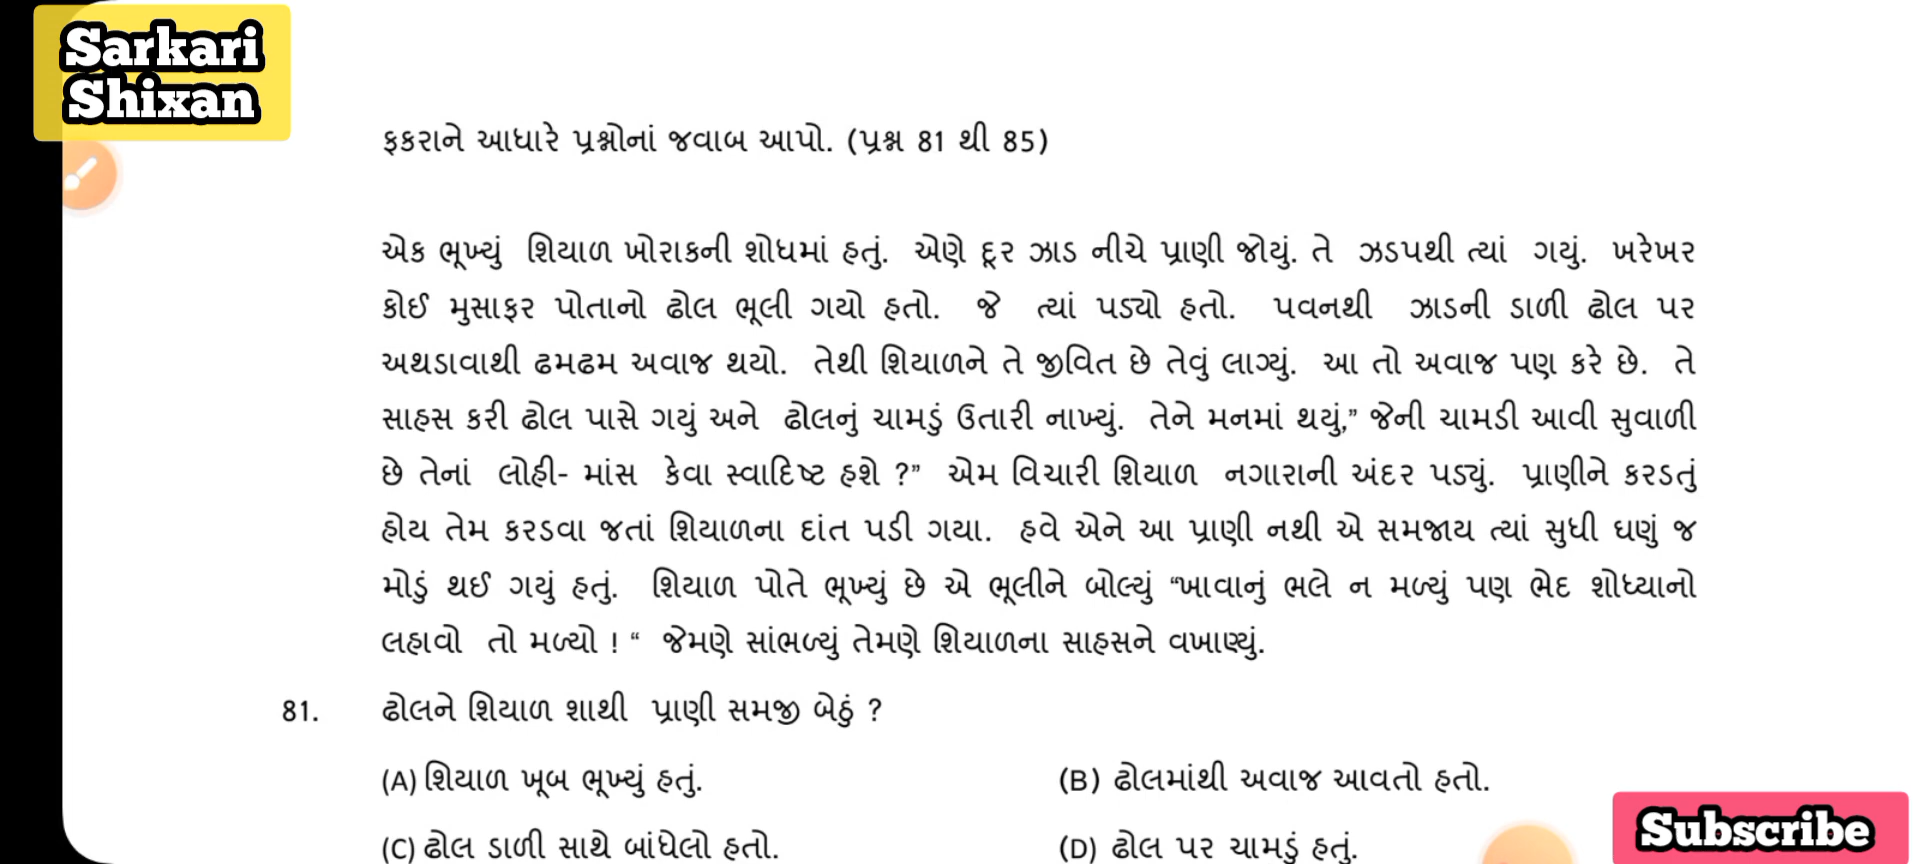 Sarkari
Shixan
ફકરાને આધારે પ્રશ્નોનાં જવાબ આપો. (પ્રશ્ન 81 થી 85)
એક ભૂખ્યું શિયાળ ખોરાકની શોધમાં હતું. એણે દૂર ઝાડ નીચે પ્રાણી જોયું. તે ઝડપથી ત્યાં ગયું. ખરેખર
કોઈ મુસાફર પોતાનો ઢોલ ભૂલી ગયો હતો. જે ત્યાં પડ્યો હતો. પવનથી ઝાડની ડાળી ઢોલ પર
અથડાવાથી ઢમઢમ અવાજ થયો. તેથી શિયાળને તે જીવિત છે તેવું લાગ્યું. આ તો અવાજ પણ કરે છે. તે
સાહસ કરી ઢોલ પાસે ગયું અને ઢોલનું ચામડું ઉતારી નાખ્યું. તેને મનમાં થયું,” જેની ચામડી આવી સુવાળી
છે તેનાં લોહી- માંસ કેવા સ્વાદિષ્ટ હશે ?” એમ વિચારી શિયાળ નગારાની અંદર પડ્યું. પ્રાણીને કરડતું
હોય તેમ કરડવા જતાં શિયાળના દાંત પડી ગયા. હવે એને આ પ્રાણી નથી એ સમજાય ત્યાં સુધી ઘણું જ
મોડું થઈ ગયું હતું. શિયાળ પોતે ભૂખ્યું છે એ ભૂલીને બોલ્યું “ખાવાનું ભલે ન મળ્યું પણ ભેદ શોધ્યાનો
લહાવો તો મળ્યો ! “ જેમણે સાંભળ્યું તેમણે શિયાળના સાહસને વખાણ્યું.
81. ઢોલને શિયાળ શાથી પ્રાણી સમજી બેઠું ?
(A) શિયાળ ખૂબ ભૂખ્યું હતું. (B) ઢોલમાંથી અવાજ આવતો હતો.
(C) ઢોલ ડાળી સાથે બાંધેલો હતો. (D) ઢોલ પર ચામડું હતું.
Subscribe